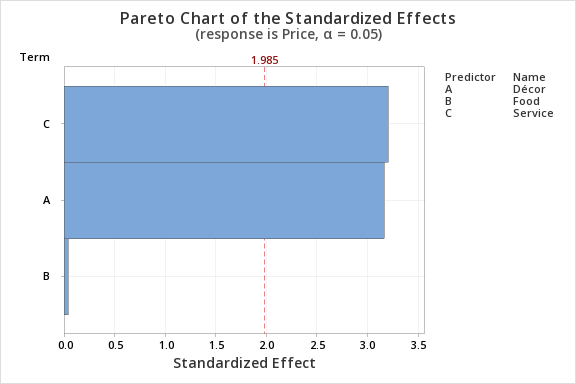 Pareto Chart of the Standardized Effects
(response is Price, α = 0.05)
Term
1.985
Predictor Name
A Décor
B Food
C Service
C
A
B
0.0 0.5 1.0 1.5 2.0 2.5 3.0 3.5
Standardized Effect